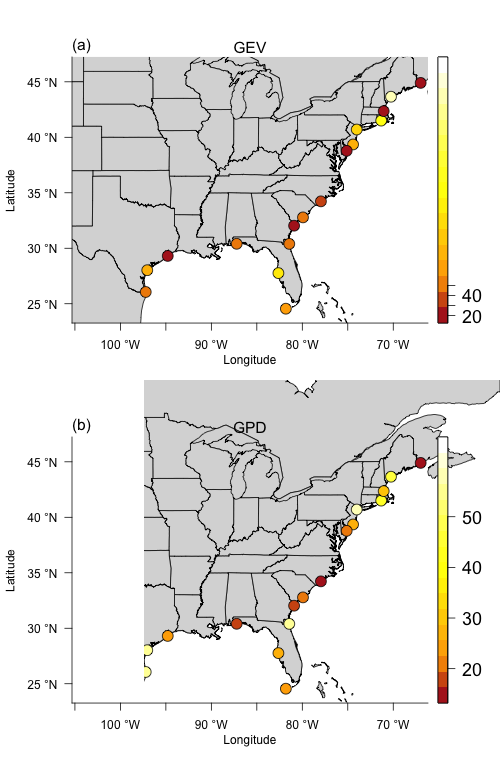 (a)
GEV
45 °N
40 °N
35 °N
30 °N
25 °N
Latitude
100 °W
90 °W
80 °W
70 °W
Longitude
40
20
(b)
GPD
45 °N
40 °N
35 °N
30 °N
25 °N
Latitude
100 °W
90 °W
80 °W
70 °W
Longitude
50
40
30
20